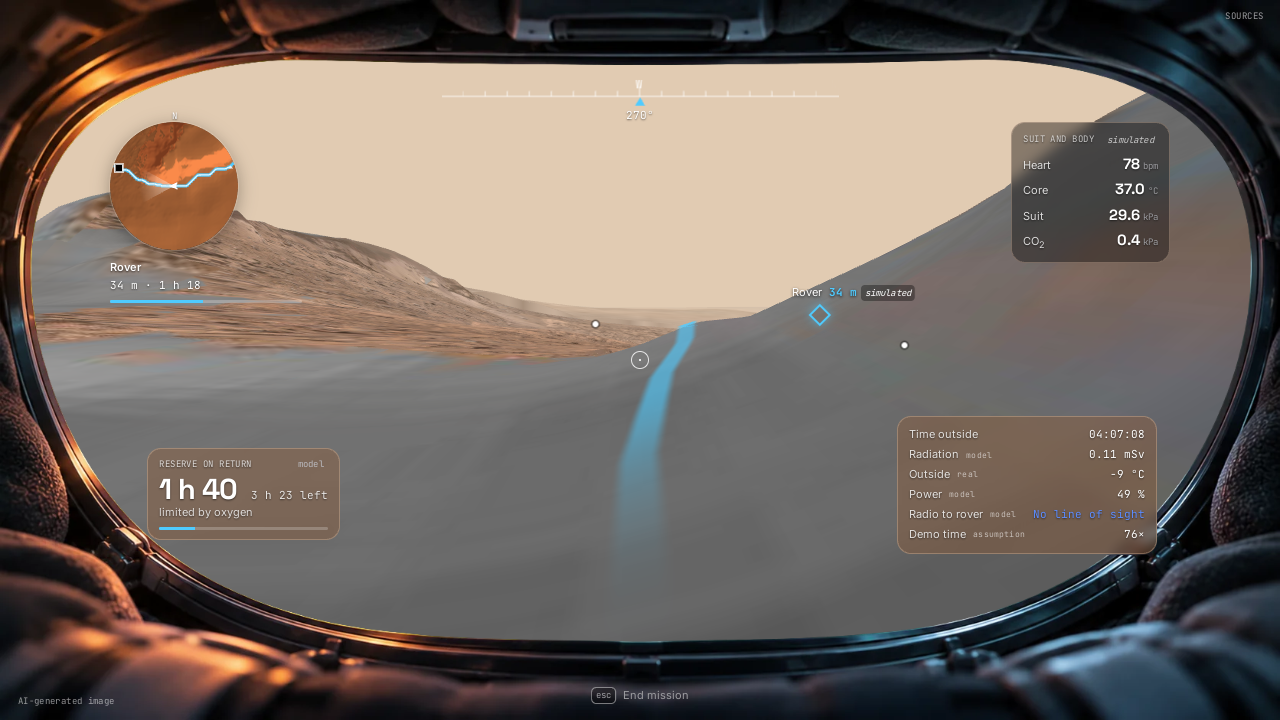 SOURCES
W
270°
N
SUIT AND BODY simulated
Heart 78 bpm
Core 37.0 °C
Suit 29.6 kPa
CO2 0.4 kPa
Rover
34 m · 1 h 18
Rover 34 m simulated
RESERVE ON RETURN model
1 h 40 3 h 23 left
limited by oxygen
Time outside 04:07:08
Radiation model 0.11 mSv
Outside real -9 °C
Power model 49 %
Radio to rover model No line of sight
Demo time assumption 76×
esc End mission
AI-generated image